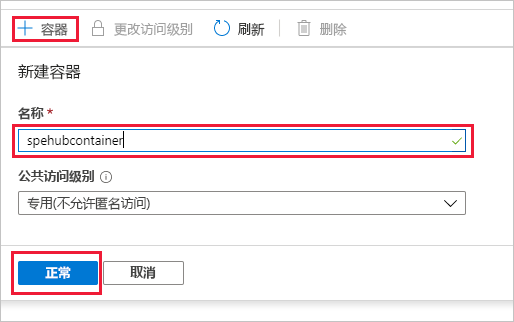 容器 更改访问级别 刷新 删除
新建容器
名称 *
spehubcontainer
公共访问级别
专用(不允许匿名访问)
正常 取消